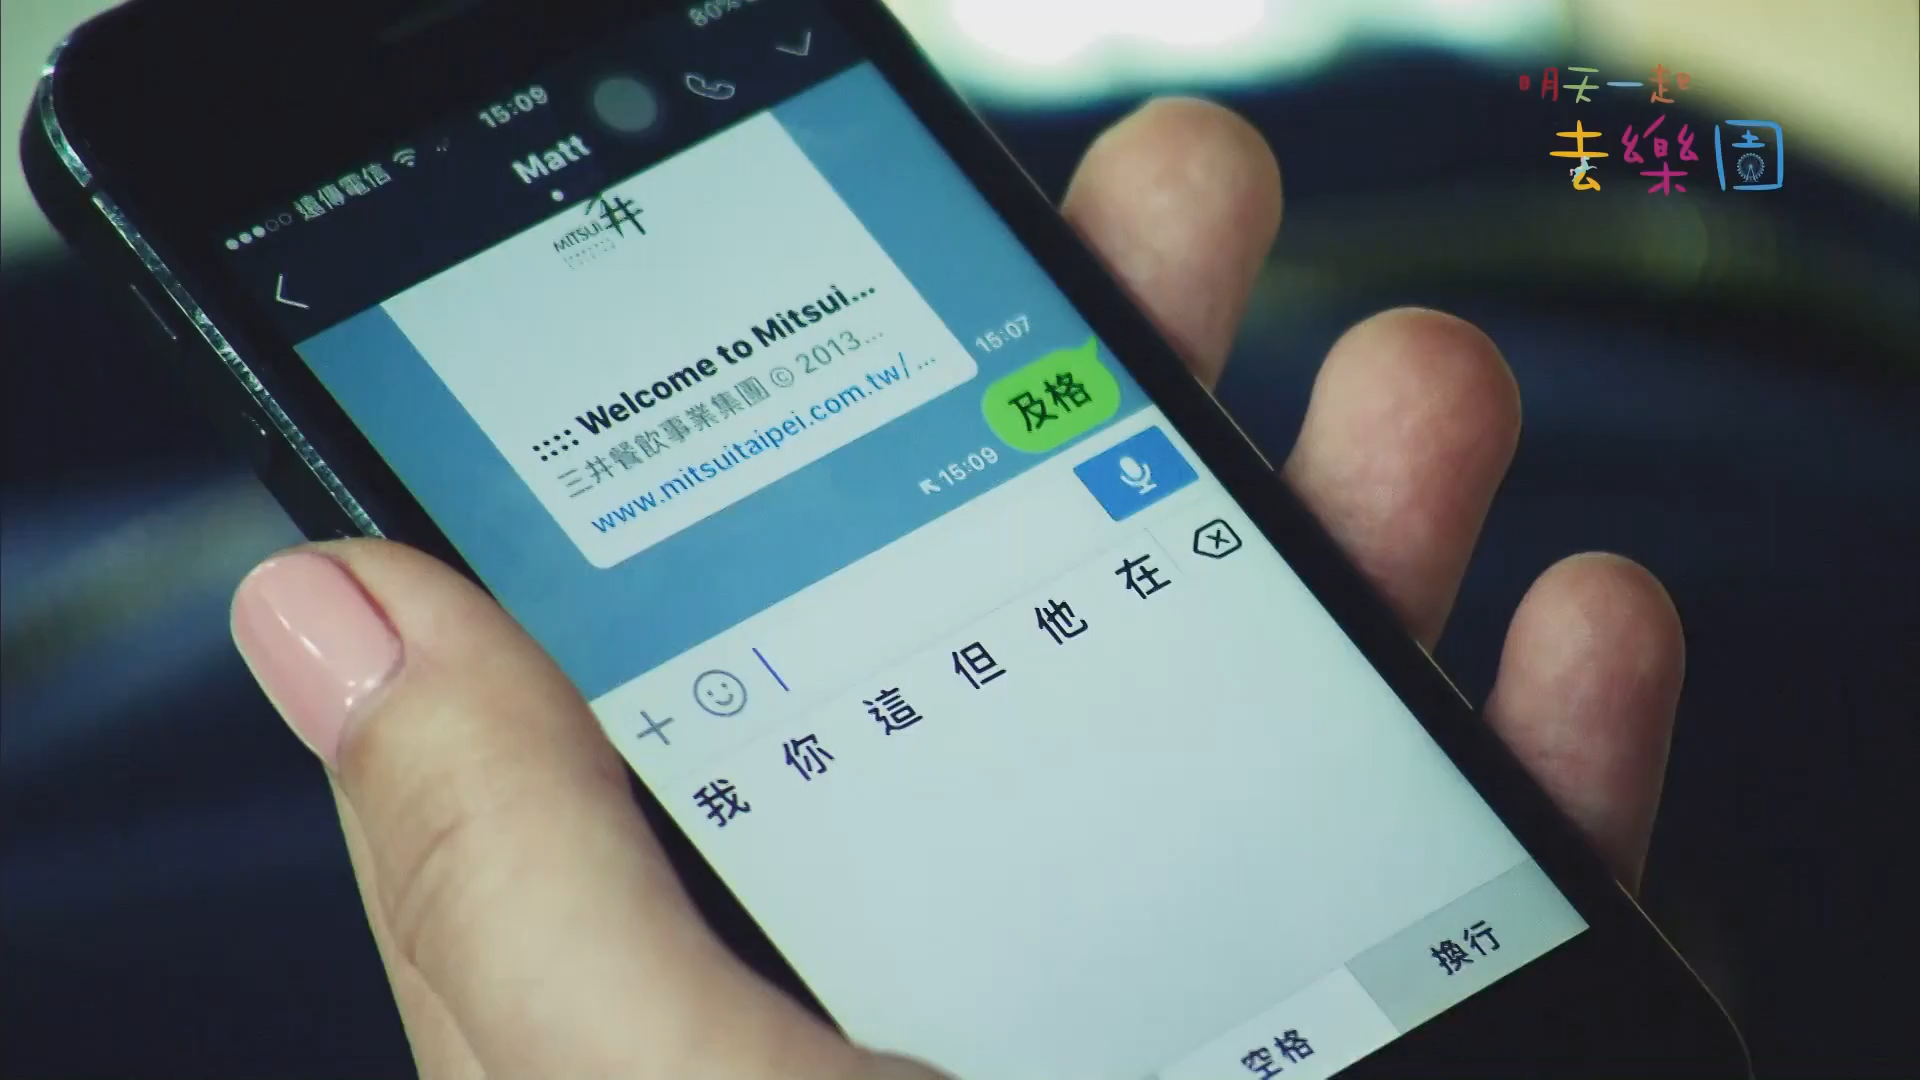 80%
15:09
遠傳電信
Matt
MITSUI 井
:::: Welcome to Mitsui...
三井餐飲事業集團 © 2013...
www.mitsuitaipei.com.tw/...
15:07
及格
15:09
我 你 這 但 他 在
換行
空格
明天一起
去樂園